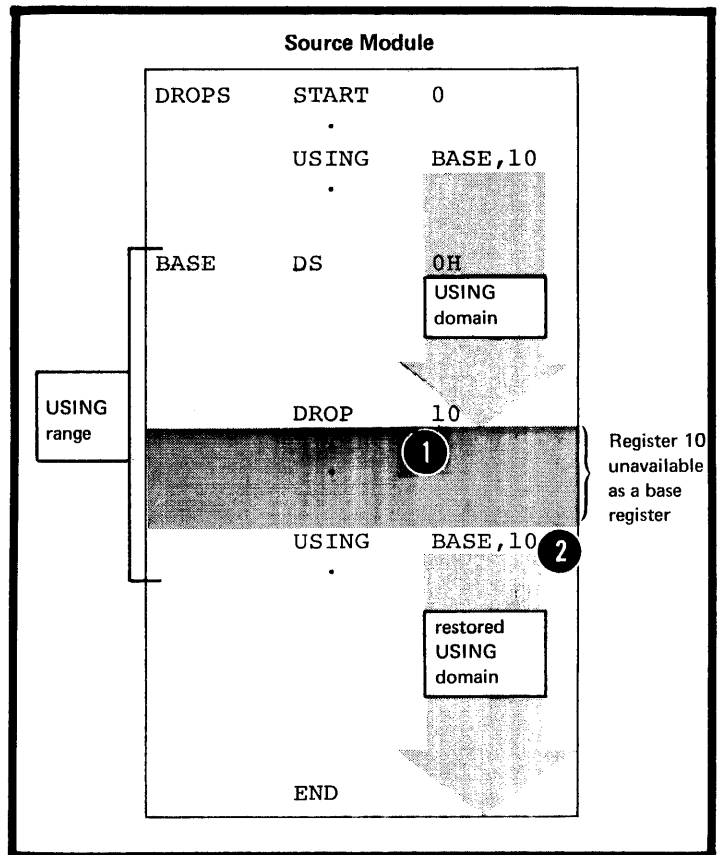 Source Module
DROPS START 0
.
USING BASE,10
.
BASE DS 0H
USING
domain
USING
range
DROP 10
1
.
Register 10
unavailable
as a base
register
USING BASE,10 2
.
restored
USING
domain
END